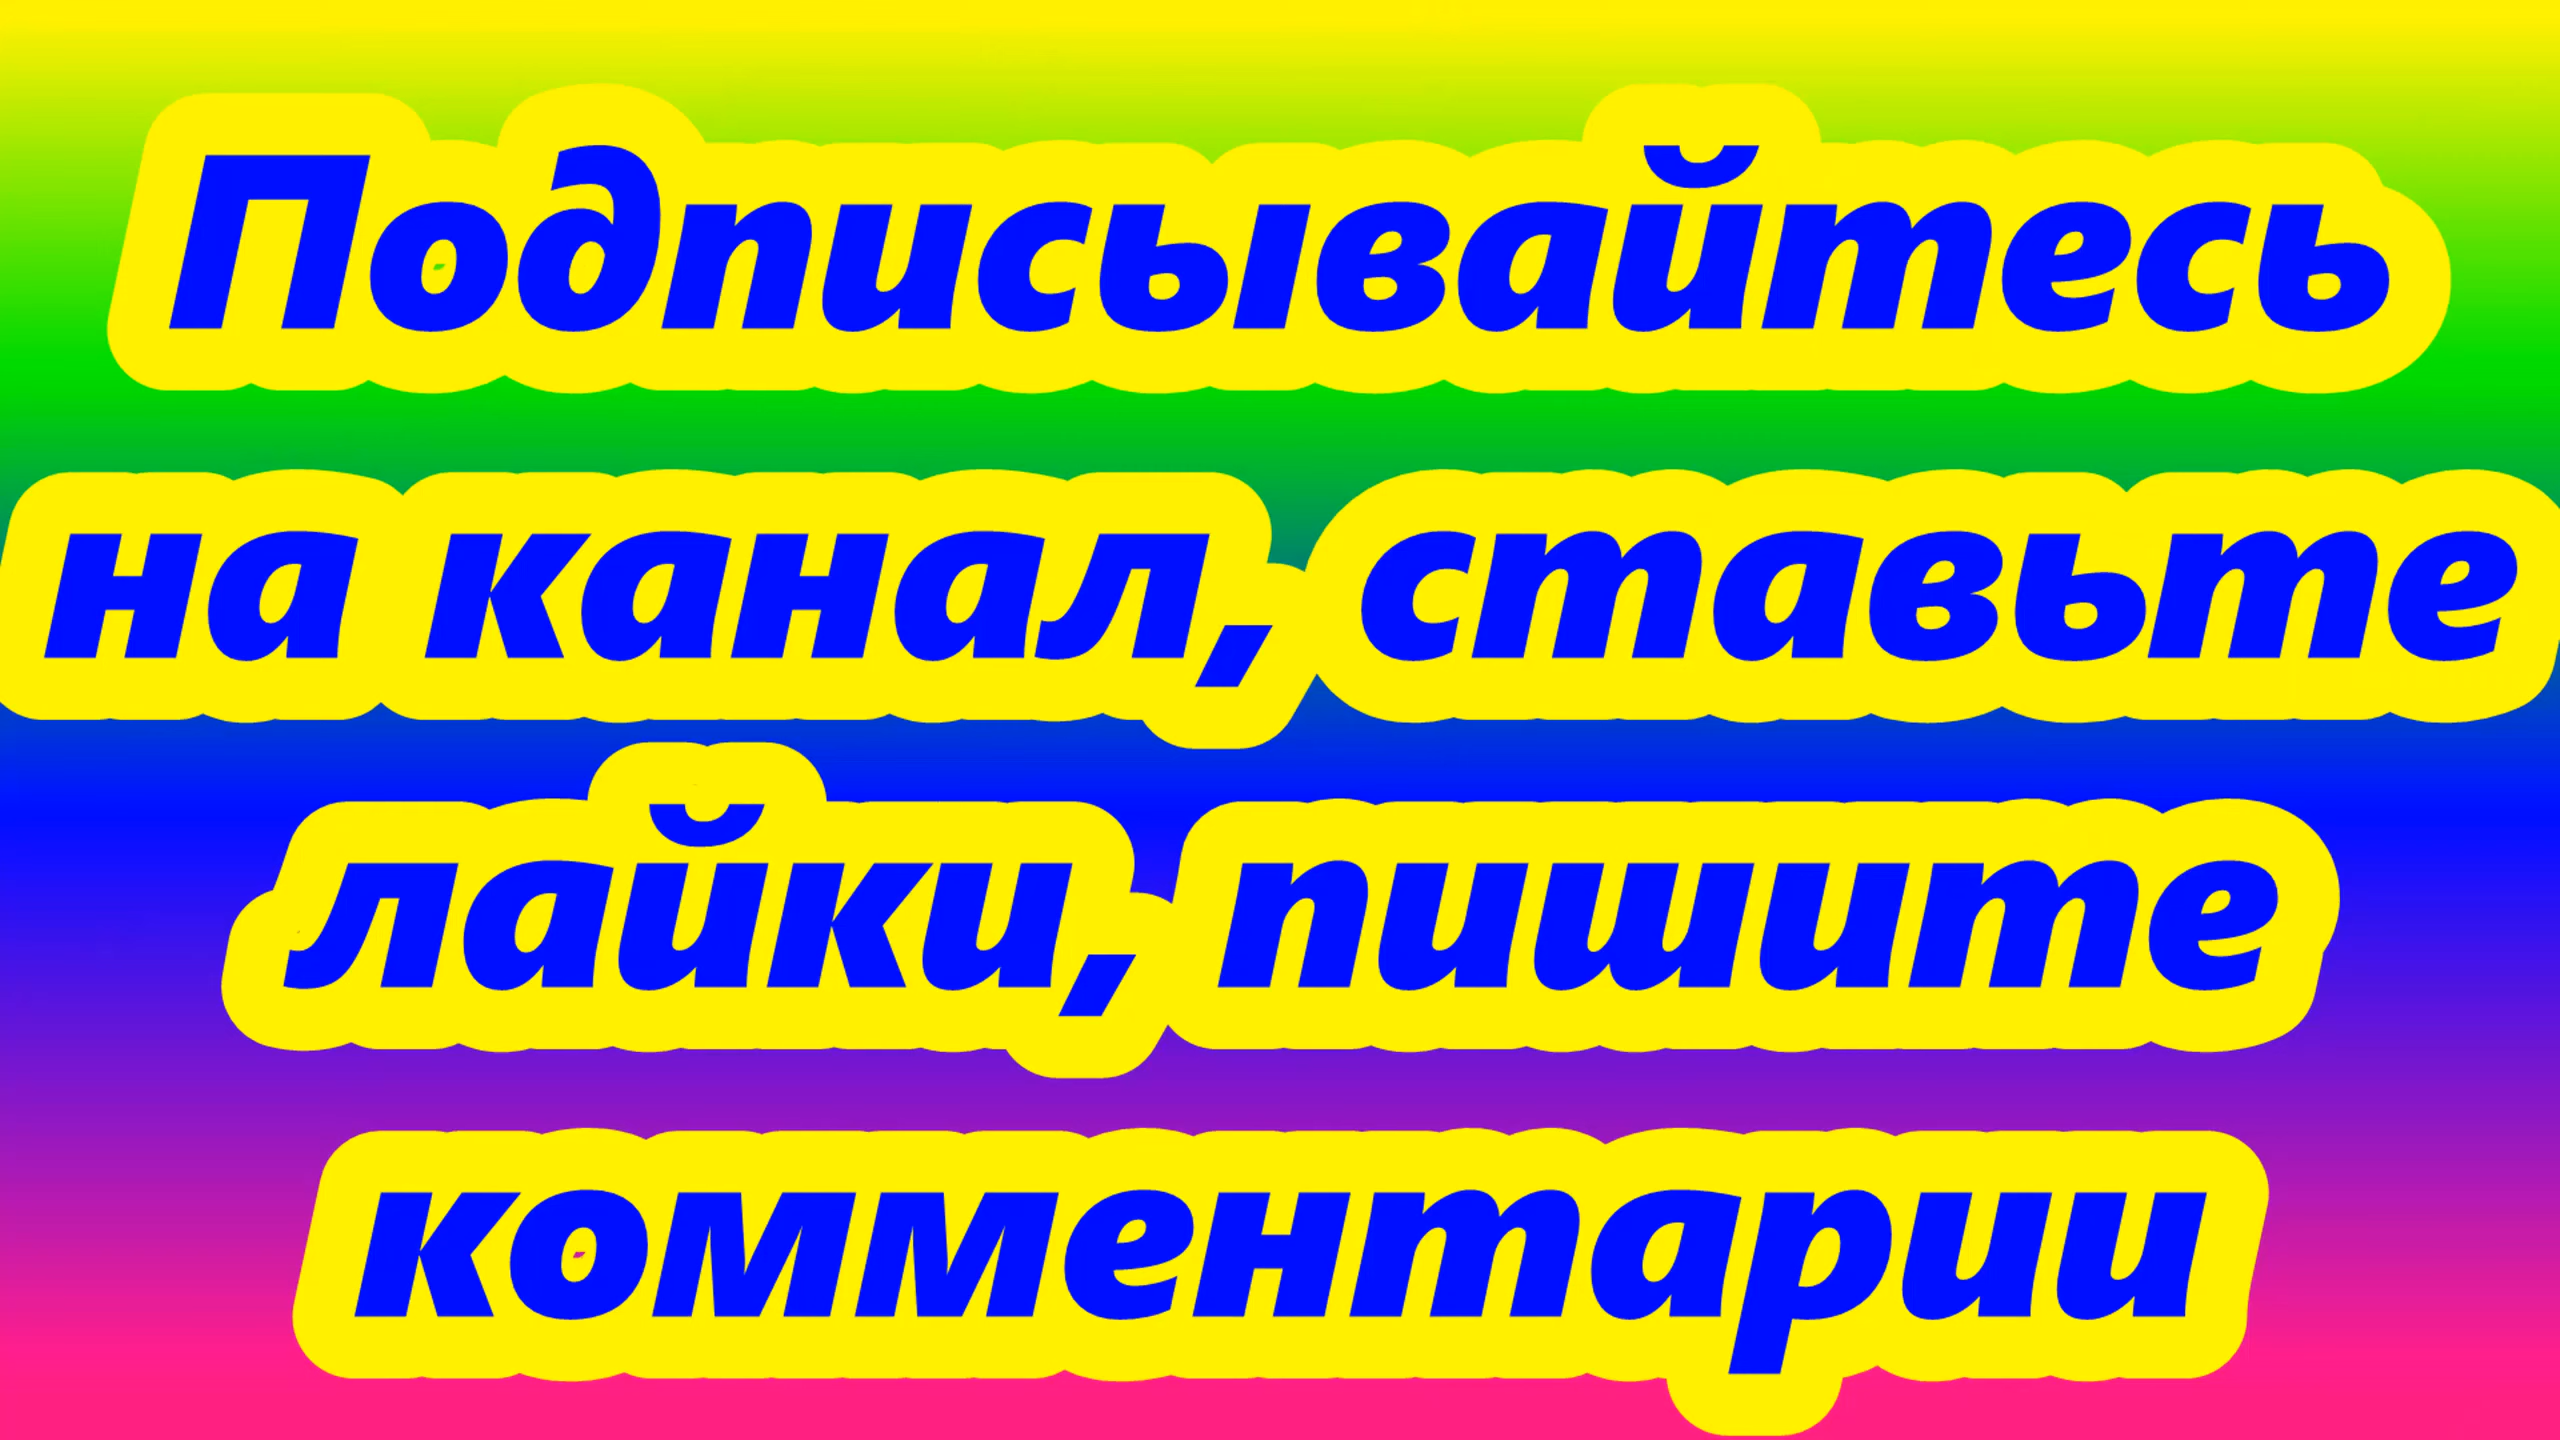 Подписывайтесь
на канал, ставьте
лайки, пишите
комментарии